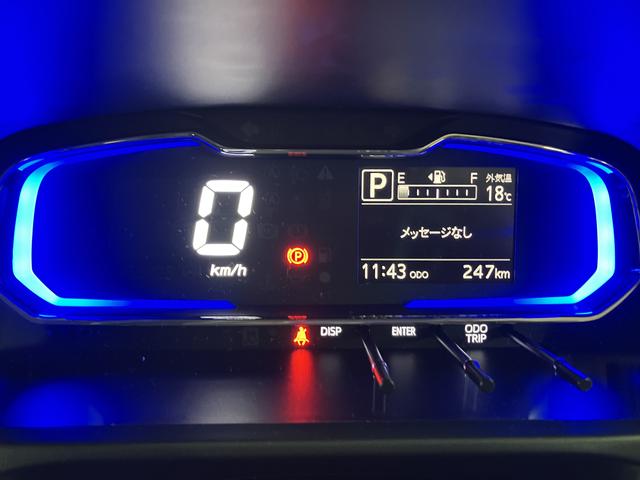 0
km/h
P
P E F 外気温
18℃
メッセージなし
11:43 ODO 247km
DISP ENTER ODO TRIP